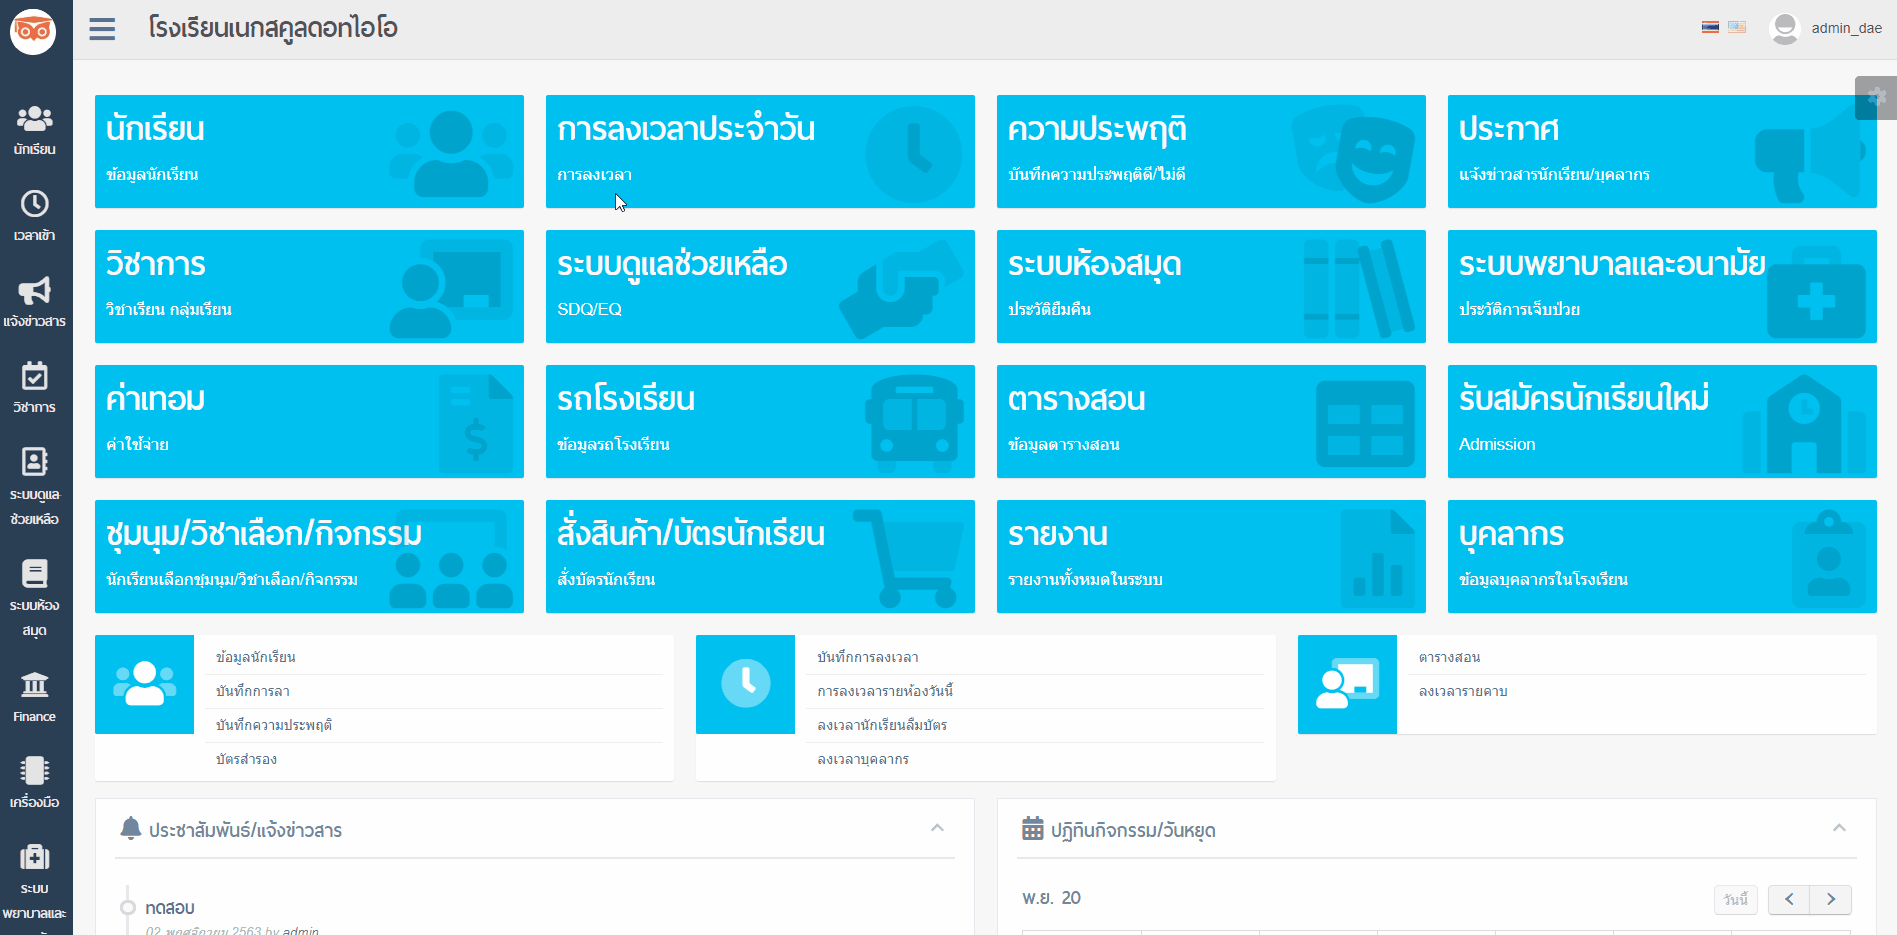 โรงเรียนเนกสคูลดอทไอโอ
admin_dae
นักเรียน
เวลาเข้า
แจ้งข่าวสาร
วิชาการ
ระบบดูแล
ช่วยเหลือ
ระบบห้อง
สมุด
Finance
เครื่องมือ
ระบบ
พยาบาลและ
นักเรียน
ข้อมูลนักเรียน
การลงเวลาประจำวัน
การลงเวลา
ความประพฤติ
บันทึกความประพฤติดี/ไม่ดี
ประกาศ
แจ้งข่าวสารนักเรียน/บุคลากร
วิชาการ
วิชาเรียน กลุ่มเรียน
ระบบดูแลช่วยเหลือ
SDQ/EQ
ระบบห้องสมุด
ประวัติยืมคืน
ระบบพยาบาลและอนามัย
ประวัติการเจ็บป่วย
ค่าเทอม
ค่าใช้จ่าย
รถโรงเรียน
ข้อมูลรถโรงเรียน
ตารางสอน
ข้อมูลตารางสอน
รับสมัครนักเรียนใหม่
Admission
ชุมนุม/วิชาเลือก/กิจกรรม
นักเรียนเลือกชุมนุม/วิชาเลือก/กิจกรรม
สั่งสินค้า/บัตรนักเรียน
สั่งบัตรนักเรียน
รายงาน
รายงานทั้งหมดในระบบ
บุคลากร
ข้อมูลบุคลากรในโรงเรียน
ข้อมูลนักเรียน
บันทึกการลา
บันทึกความประพฤติ
บัตรสำรอง
บันทึกการลงเวลา
การลงเวลารายห้องวันนี้
ลงเวลานักเรียนลืมบัตร
ลงเวลาบุคลากร
ตารางสอน
ลงเวลารายคาบ
ประชาสัมพันธ์/แจ้งข่าวสาร
ทดสอบ
02 พฤศจิกายน 2563 by admin
ปฏิทินกิจกรรม/วันหยุด
พ.ย. 20
วันนี้